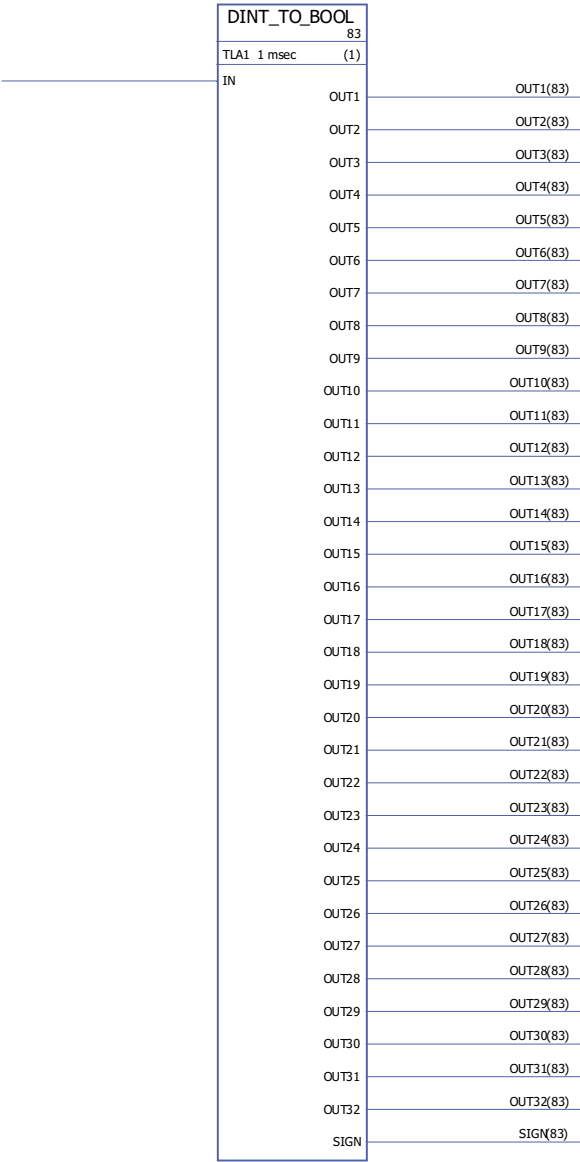 DINT_TO_BOOL
83
TLA1 1 msec (1)
IN
OUT1 OUT1(83)
OUT2 OUT2(83)
OUT3 OUT3(83)
OUT4 OUT4(83)
OUT5 OUT5(83)
OUT6 OUT6(83)
OUT7 OUT7(83)
OUT8 OUT8(83)
OUT9 OUT9(83)
OUT10 OUT10(83)
OUT11 OUT11(83)
OUT12 OUT12(83)
OUT13 OUT13(83)
OUT14 OUT14(83)
OUT15 OUT15(83)
OUT16 OUT16(83)
OUT17 OUT17(83)
OUT18 OUT18(83)
OUT19 OUT19(83)
OUT20 OUT20(83)
OUT21 OUT21(83)
OUT22 OUT22(83)
OUT23 OUT23(83)
OUT24 OUT24(83)
OUT25 OUT25(83)
OUT26 OUT26(83)
OUT27 OUT27(83)
OUT28 OUT28(83)
OUT29 OUT29(83)
OUT30 OUT30(83)
OUT31 OUT31(83)
OUT32 OUT32(83)
SIGN SIGN(83)